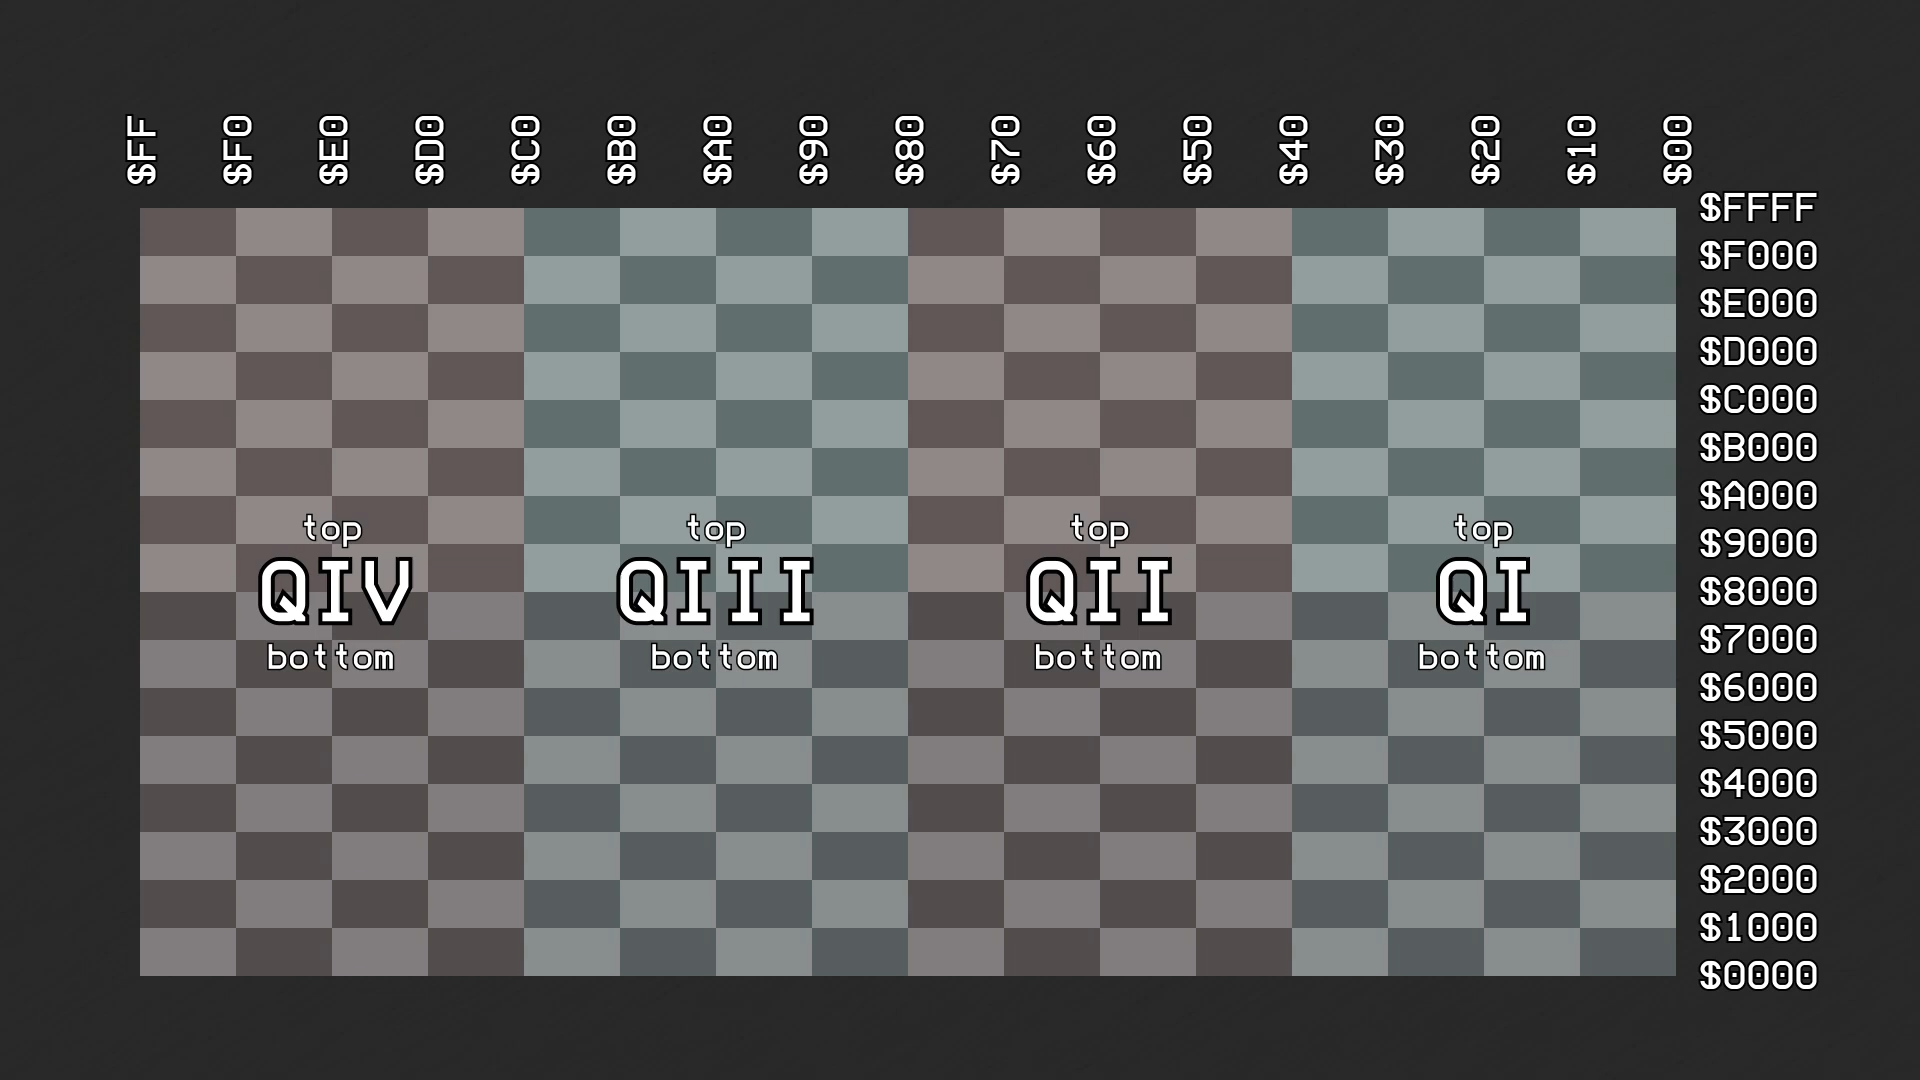 $FF $F0 $E0 $D0 $C0 $B0 $A0 $90 $80 $70 $60 $50 $40 $30 $20 $10 $00
$FFFF
$F000
$E000
$D000
$C000
$B000
$A000
top top top top
$9000
QIV QIII QII QI
$8000
bottom bottom bottom bottom
$7000
$6000
$5000
$4000
$3000
$2000
$1000
$0000